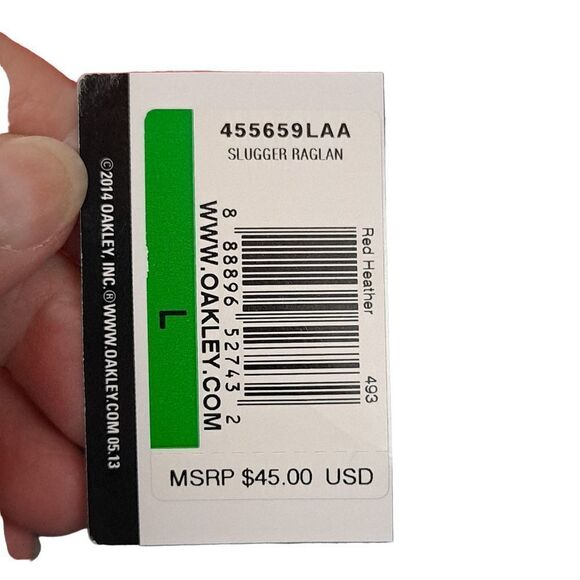 455659LAA
SLUGGER RAGLAN
Red Heather 493
8 88896 52743 2
WWW.OAKLEY.COM
L
MSRP $45.00 USD
©2014 OAKLEY, INC.®WWW.OAKLEY.COM 05.13